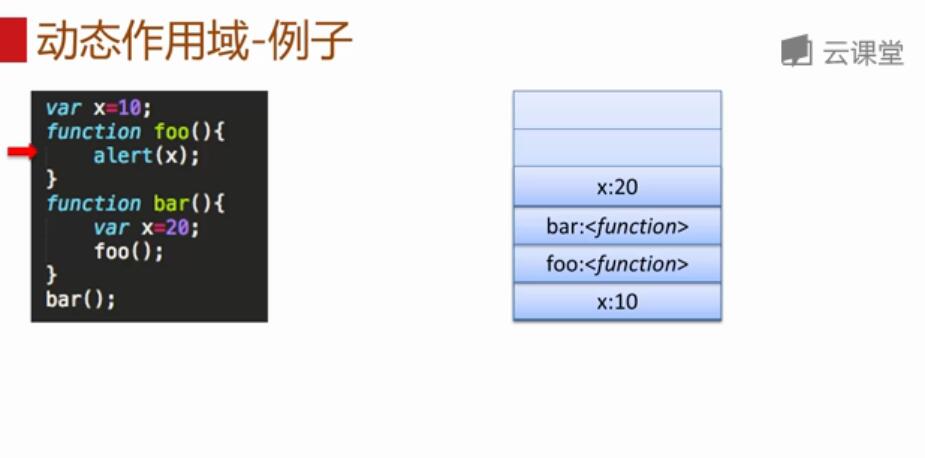 动态作用域-例子
云课堂
var x=10;
function foo(){
    alert(x);
}
function bar(){
    var x=20;
    foo();
}
bar();
x:20
bar:<function>
foo:<function>
x:10